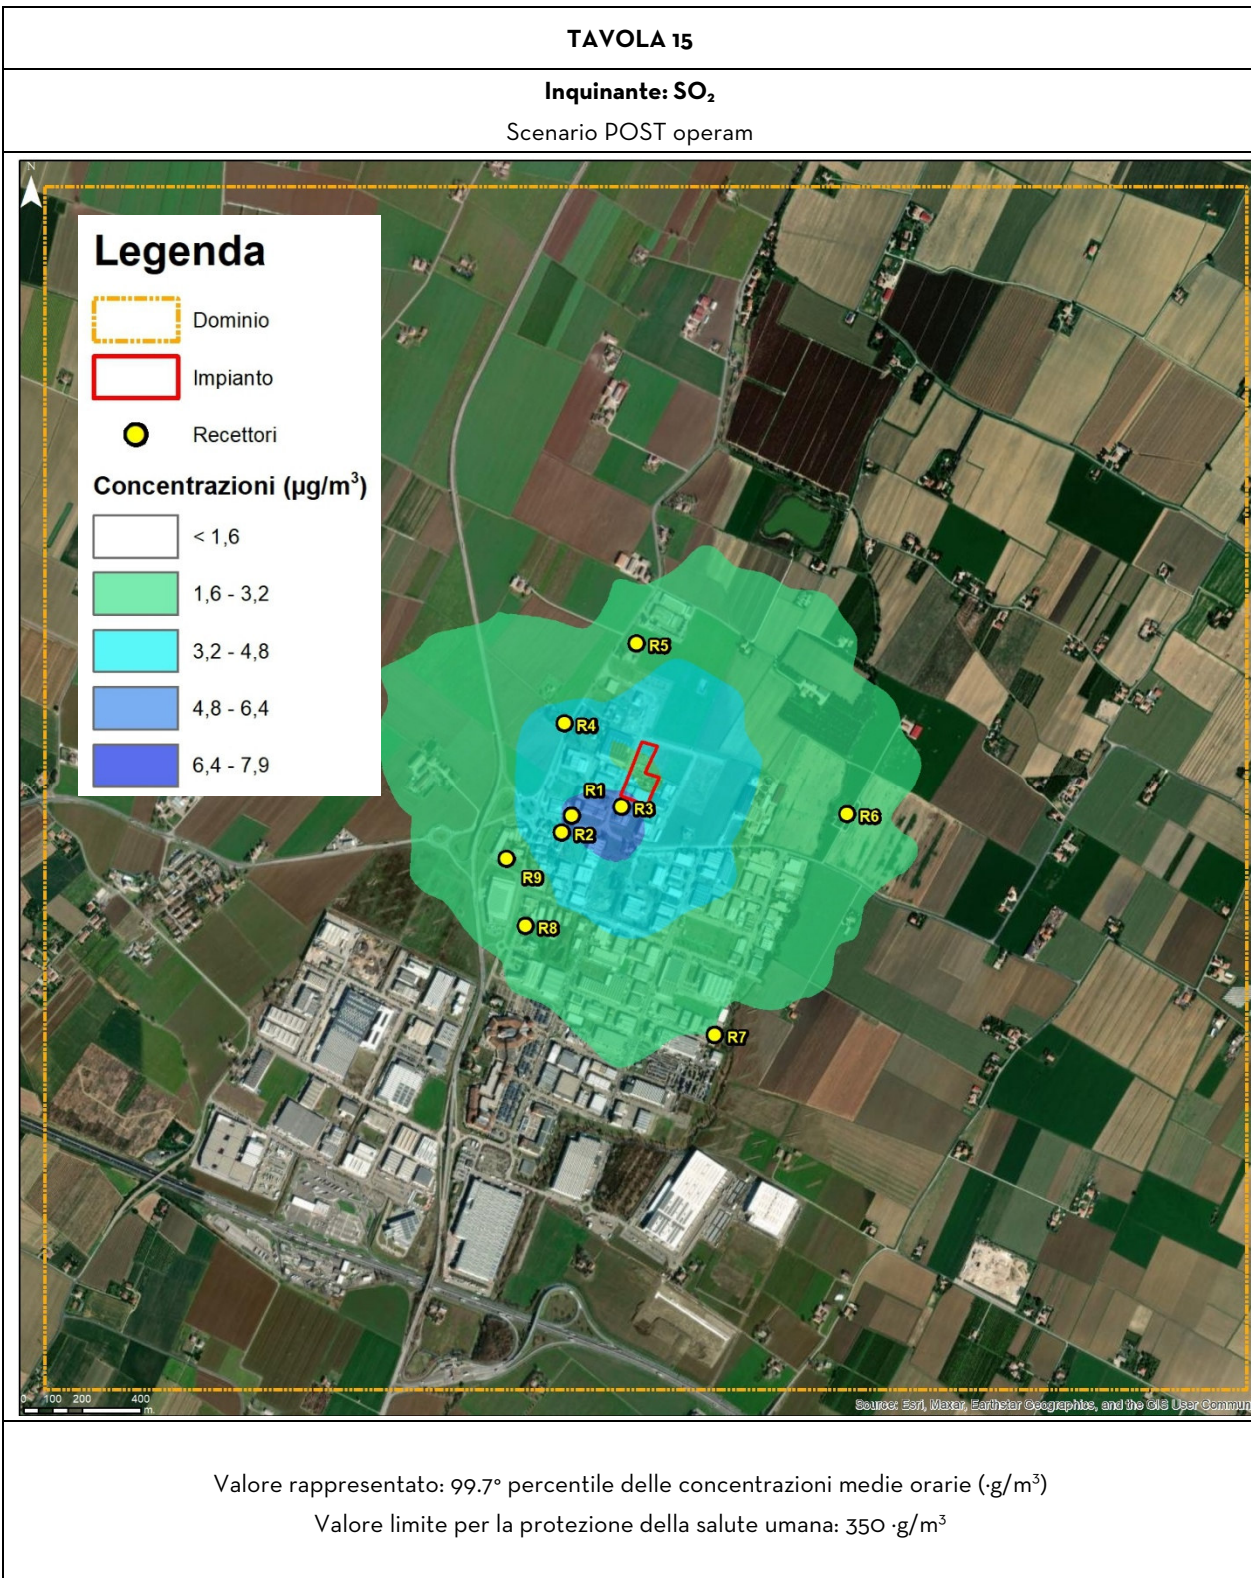 TAVOLA 15
Inquinante: SO₂
Scenario POST operam
N
Legenda
Dominio
Impianto
Recettori
Concentrazioni (µg/m³)
< 1,6
1,6 - 3,2
3,2 - 4,8
4,8 - 6,4
6,4 - 7,9
R5
R4
R1
R3
R6
R2
R9
R8
R7
0 100 200 400
m
Source: Esri, Maxar, Earthstar Geographics, and the GIS User Commun
Valore rappresentato: 99.7° percentile delle concentrazioni medie orarie (·g/m³)
Valore limite per la protezione della salute umana: 350 ·g/m³